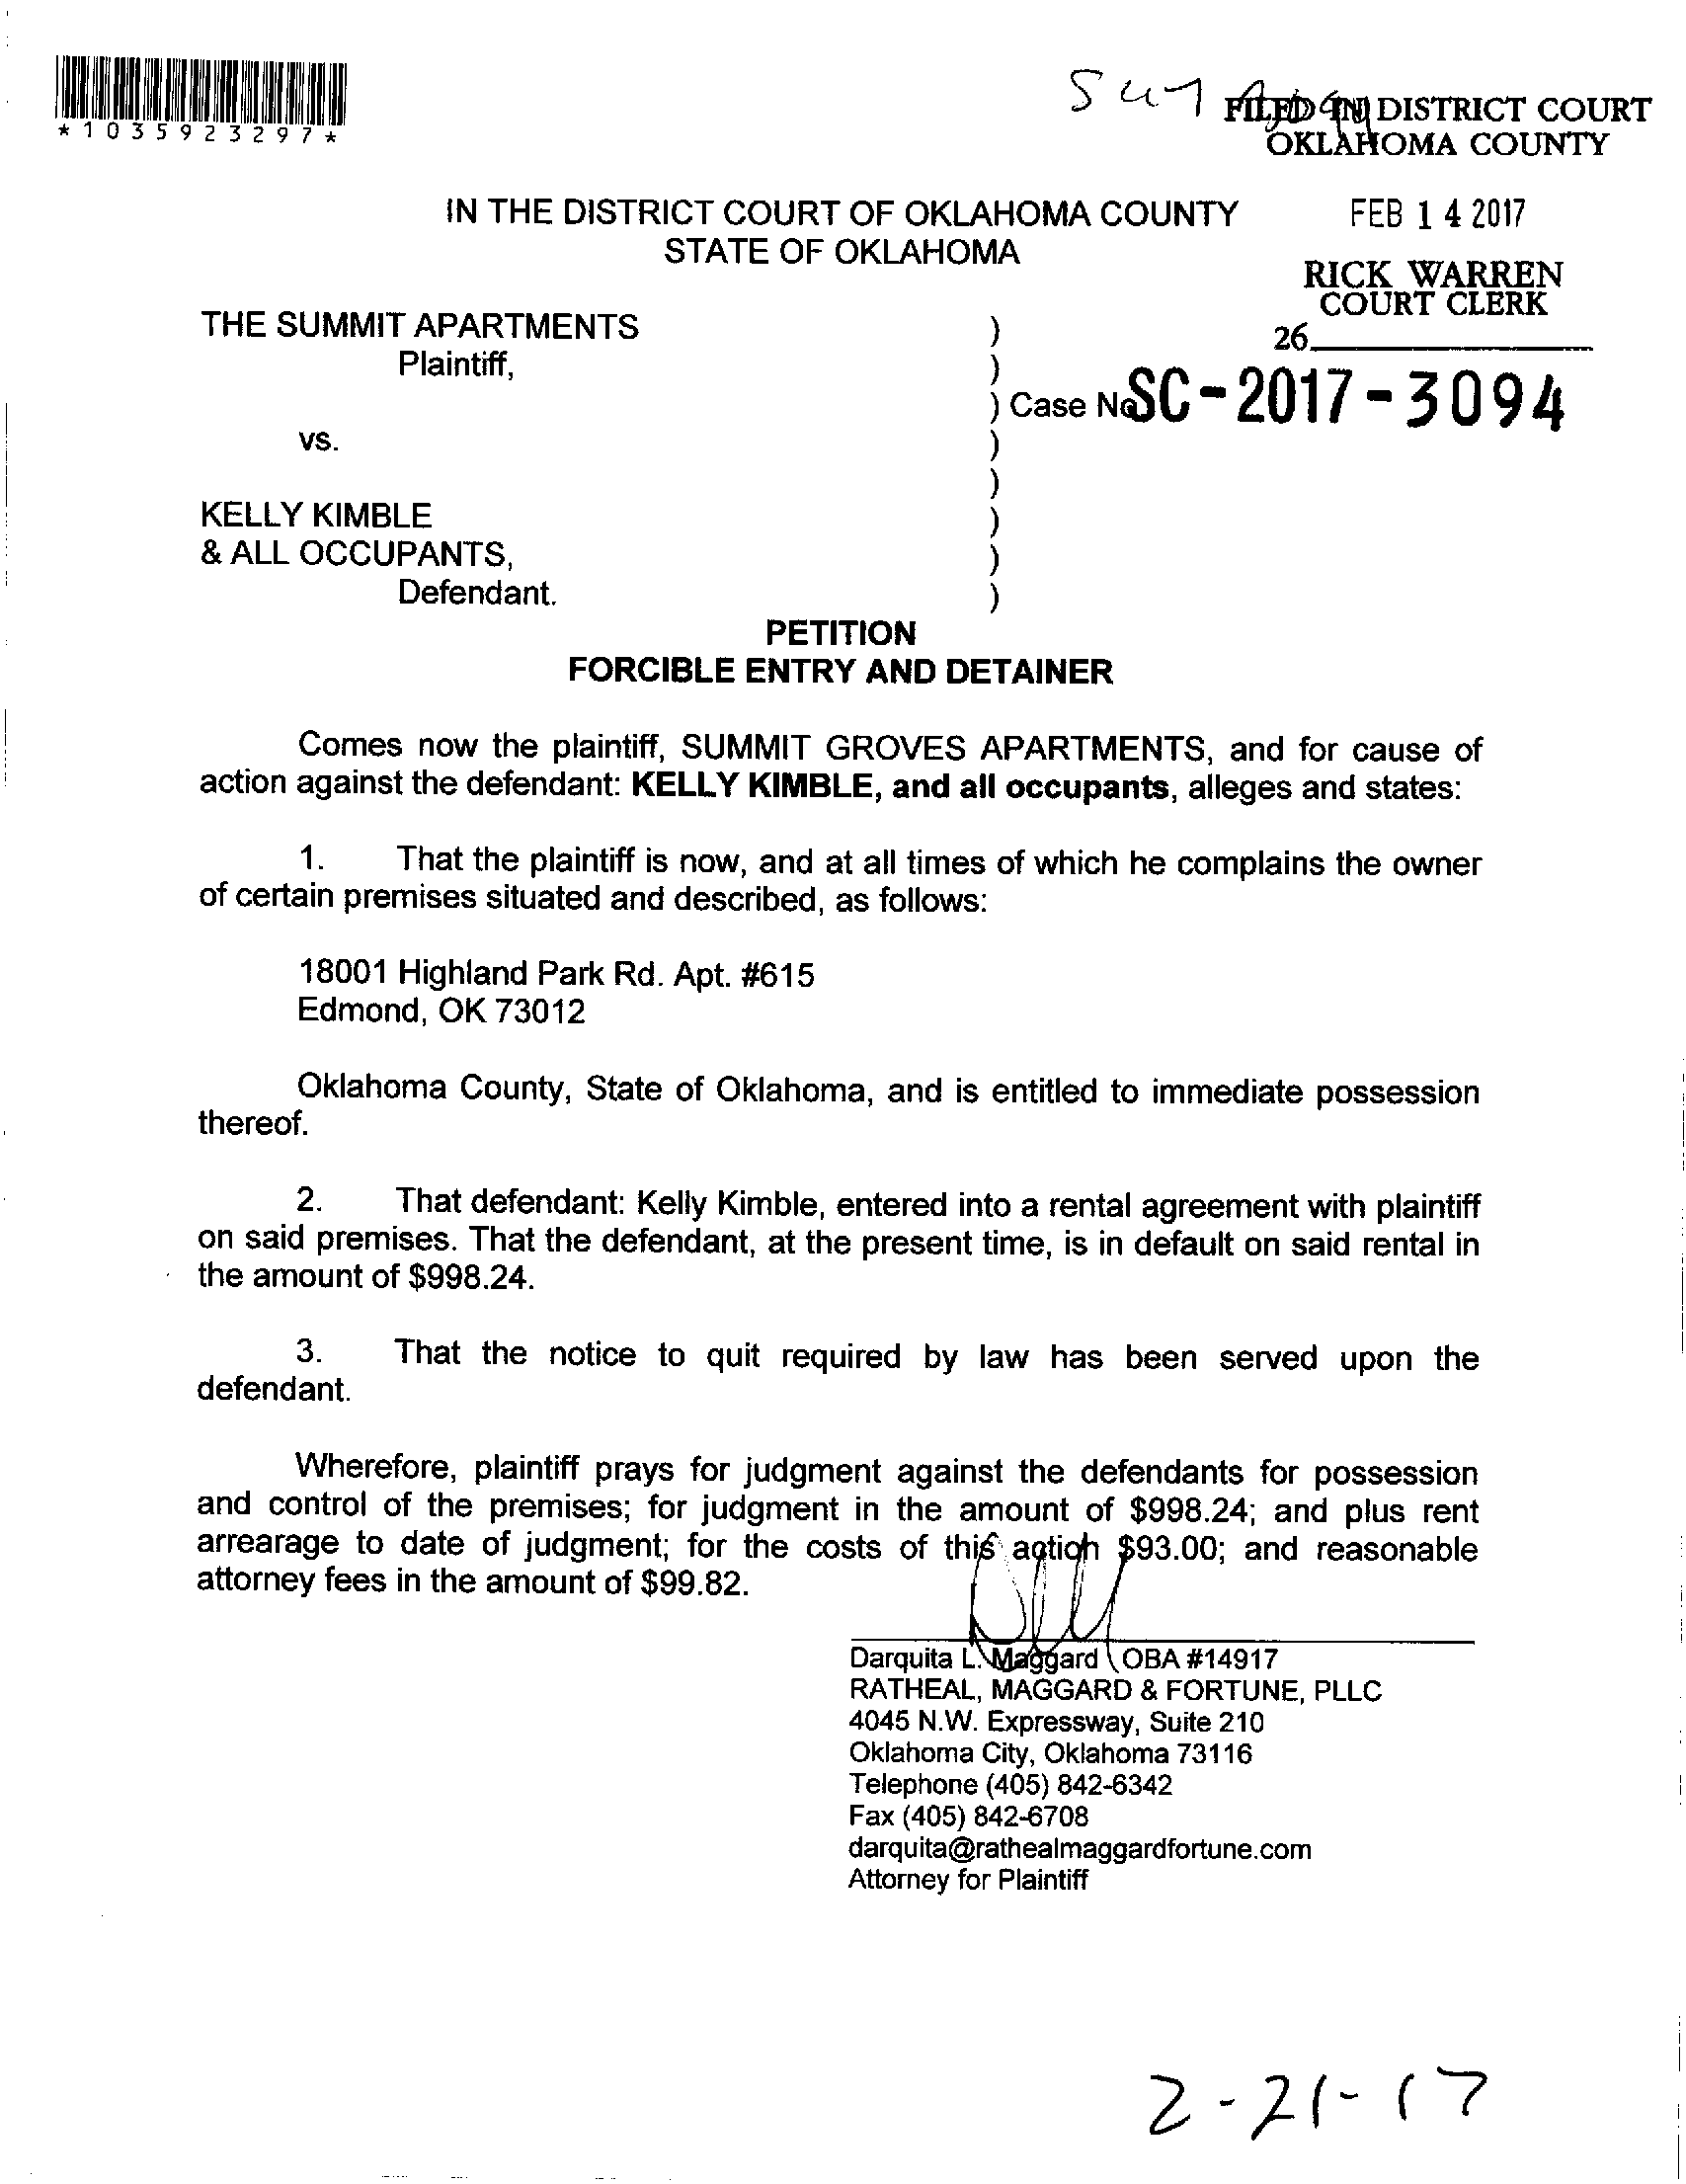 *1035923297*
FILED IN DISTRICT COURT
OKLAHOMA COUNTY
IN THE DISTRICT COURT OF OKLAHOMA COUNTY
STATE OF OKLAHOMA
FEB 14 2017
RICK WARREN
COURT CLERK
26
THE SUMMIT APARTMENTS )
Plaintiff, )
) Case No SC-2017-3094
vs. )
)
KELLY KIMBLE )
& ALL OCCUPANTS, )
Defendant. )
PETITION
FORCIBLE ENTRY AND DETAINER
Comes now the plaintiff, SUMMIT GROVES APARTMENTS, and for cause of
action against the defendant: KELLY KIMBLE, and all occupants, alleges and states:
1. That the plaintiff is now, and at all times of which he complains the owner
of certain premises situated and described, as follows:
18001 Highland Park Rd. Apt. #615
Edmond, OK 73012
Oklahoma County, State of Oklahoma, and is entitled to immediate possession
thereof.
2. That defendant: Kelly Kimble, entered into a rental agreement with plaintiff
on said premises. That the defendant, at the present time, is in default on said rental in
the amount of $998.24.
3. That the notice to quit required by law has been served upon the
defendant.
Wherefore, plaintiff prays for judgment against the defendants for possession
and control of the premises; for judgment in the amount of $998.24; and plus rent
arrearage to date of judgment; for the costs of this action $93.00; and reasonable
attorney fees in the amount of $99.82.
Darquita L. Maggard OBA #14917
RATHEAL, MAGGARD & FORTUNE, PLLC
4045 N.W. Expressway, Suite 210
Oklahoma City, Oklahoma 73116
Telephone (405) 842-6342
Fax (405) 842-6708
darquita@rathealmaggardfortune.com
Attorney for Plaintiff
2-21-17